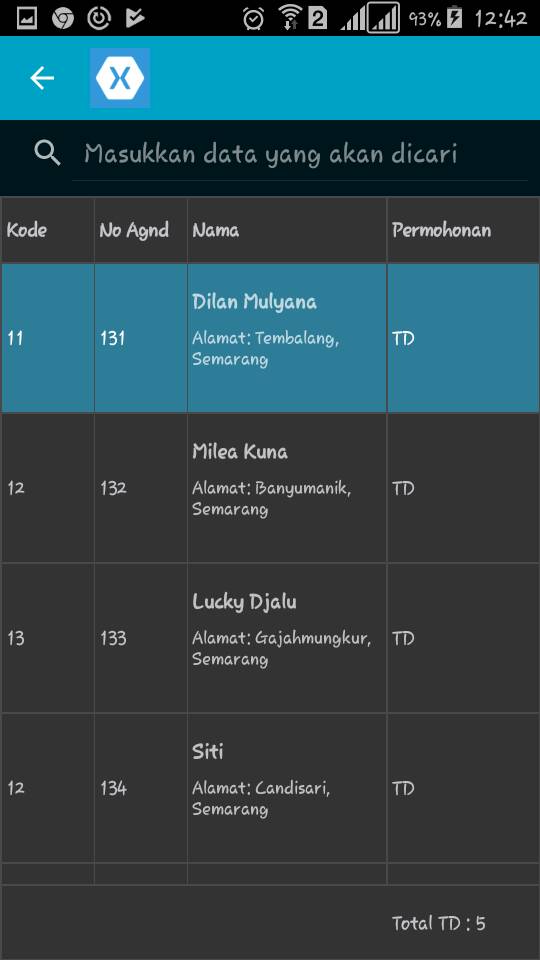 2 93% 12:42
Masukkan data yang akan dicari
Kode No Agnd Nama Permohonan
Dilan Mulyana
11 131 Alamat: Tembalang, TD
Semarang
Milea Kuna
12 132 Alamat: Banyumanik, TD
Semarang
Lucky Djalu
13 133 Alamat: Gajahmungkur, TD
Semarang
Siti
12 134 Alamat: Candisari, TD
Semarang
Total TD : 5